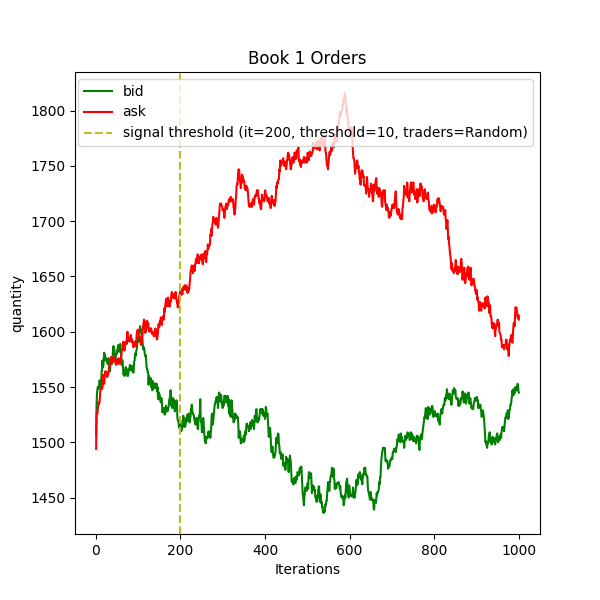 Book 1 Orders
bid
ask
signal threshold (it=200, threshold=10, traders=Random)
1800
1750
1700
1650
1600
1550
1500
1450
quantity
0 200 400 600 800 1000
Iterations